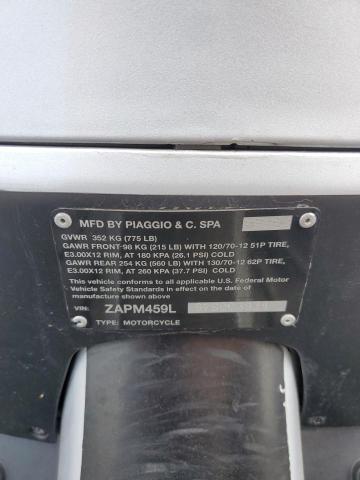 MFD BY PIAGGIO & C. SPA
GVWR 352 KG (775 LB)
GAWR FRONT 98 KG (215 LB) WITH 120/70-12 51P TIRE,
E3.00X12 RIM, AT 180 KPA (26.1 PSI) COLD
GAWR REAR 254 KG (560 LB) WITH 130/70-12 62P TIRE,
E3.00X12 RIM, AT 260 KPA (37.7 PSI) COLD
This vehicle conforms to all applicable U.S. Federal Motor
Vehicle Safety Standards in effect on the date of
manufacture shown above.
VIN: ZAPM459L
TYPE: MOTORCYCLE